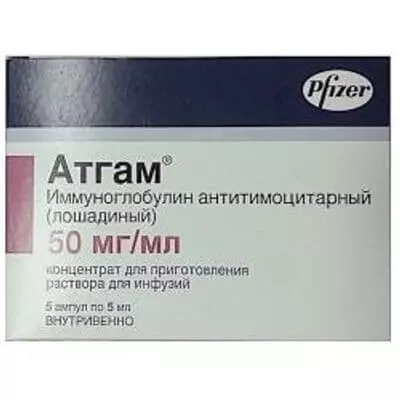 Pfizer
Атгам®
Иммуноглобулин антитимоцитарный
(лошадиный)
50 мг/мл
концентрат для приготовления
раствора для инфузий
5 ампул по 5 мл
ВНУТРИВЕННО